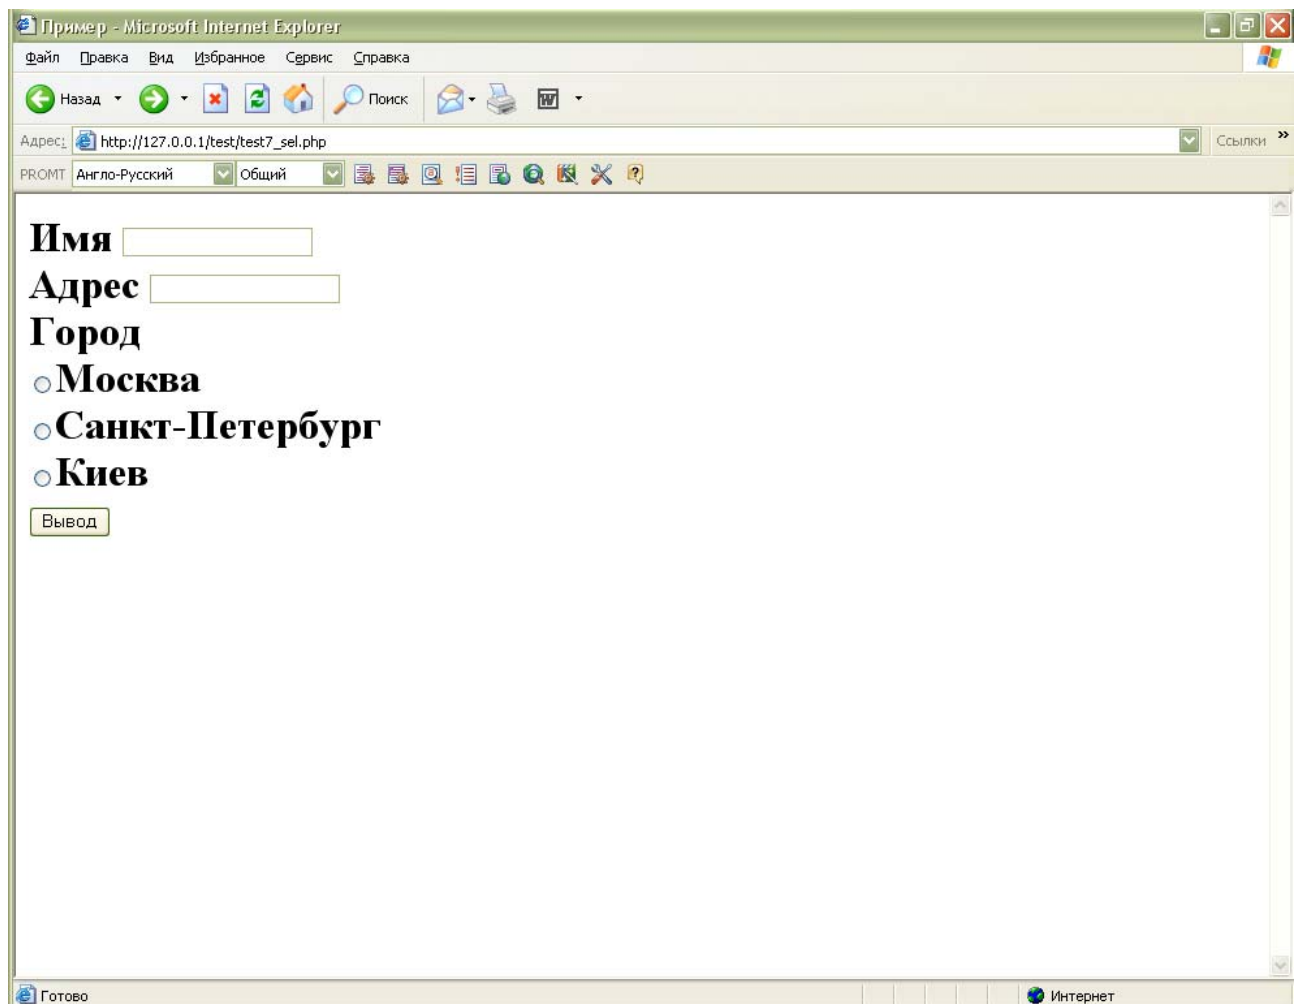 Пример - Microsoft Internet Explorer
Файл Правка Вид Избранное Сервис Справка
Назад Поиск
Адрес: http://127.0.0.1/test/test7_sel.php Ссылки »
PROMT Англо-Русский Общий
Имя
Адрес
Город
Москва
Санкт-Петербург
Киев
Вывод
Готово Интернет